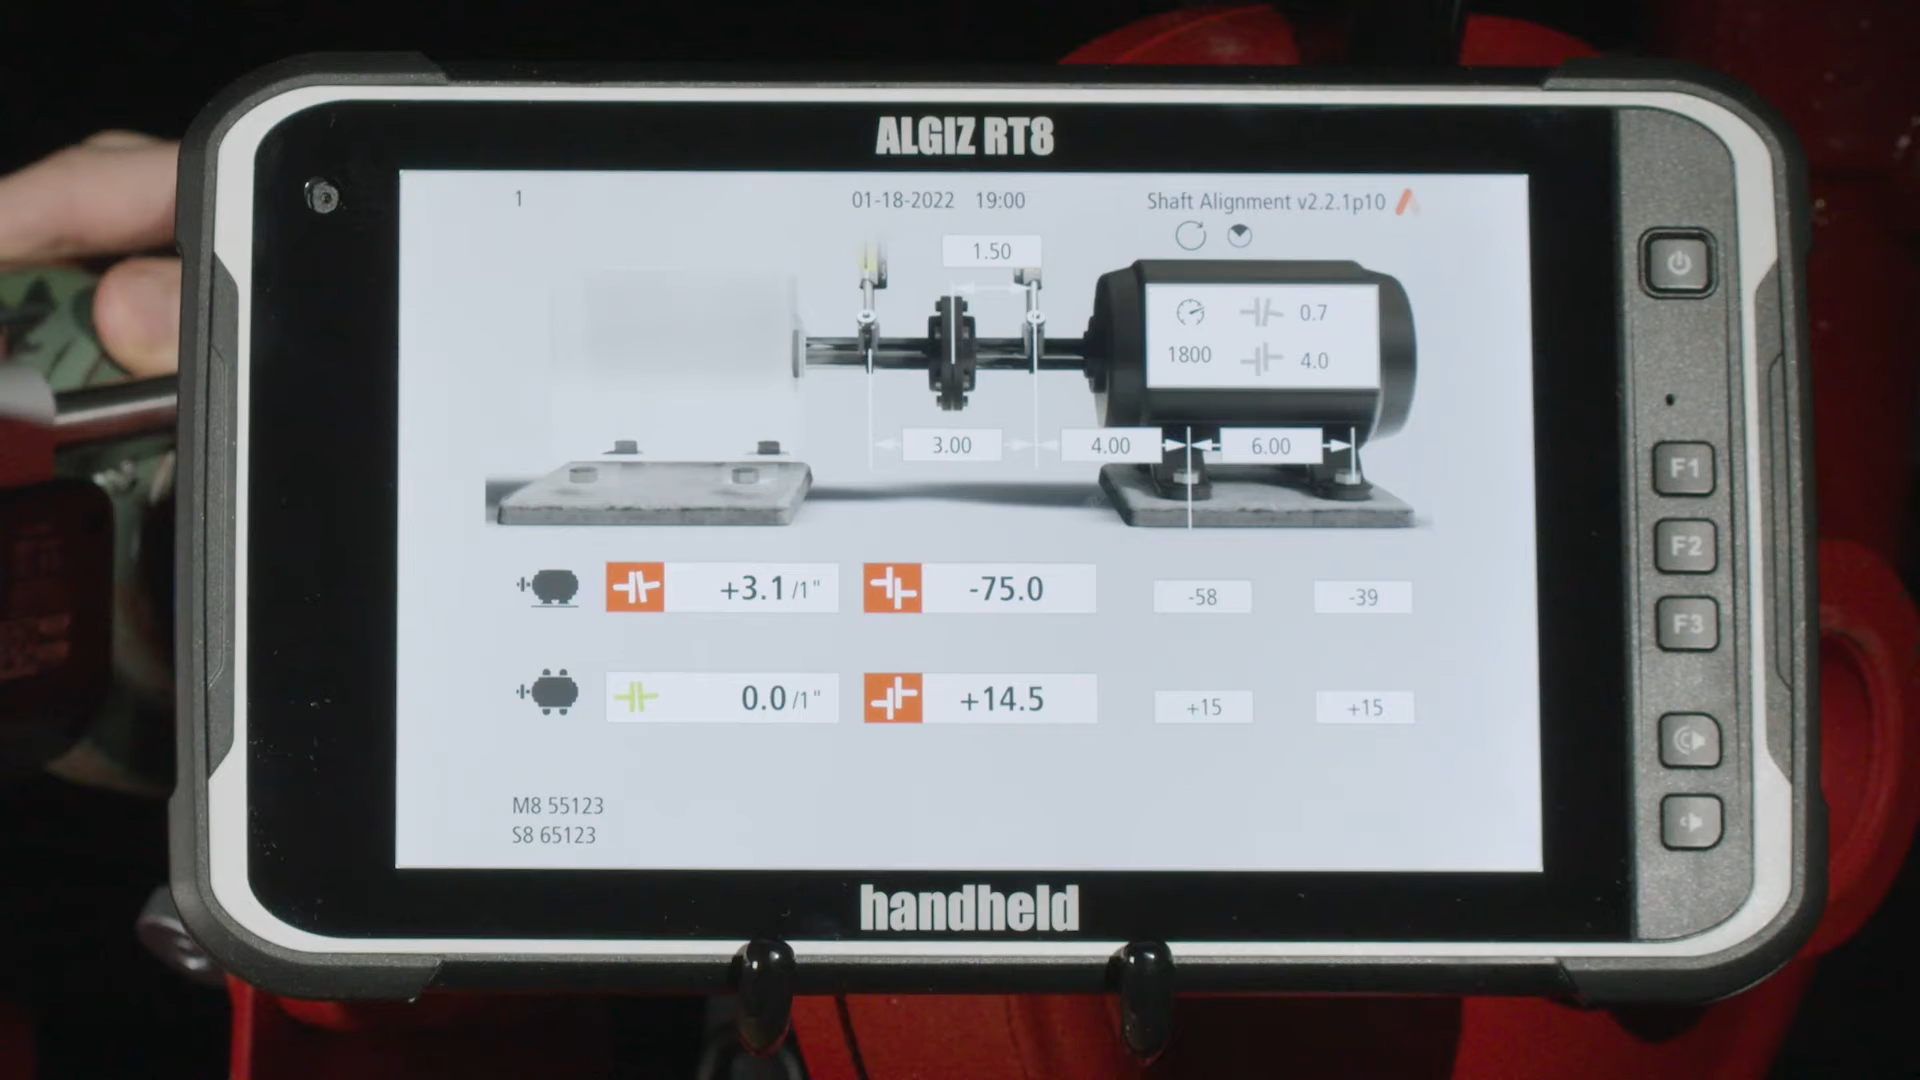 ALGIZ RT8
1 01-18-2022 19:00 Shaft Alignment v2.2.1p10
1.50
0.7
1800 4.0
3.00 4.00 6.00
+3.1 /1" -75.0 -58 -39
0.0 /1" +14.5 +15 +15
M8 55123
S8 65123
handheld
F1
F2
F3